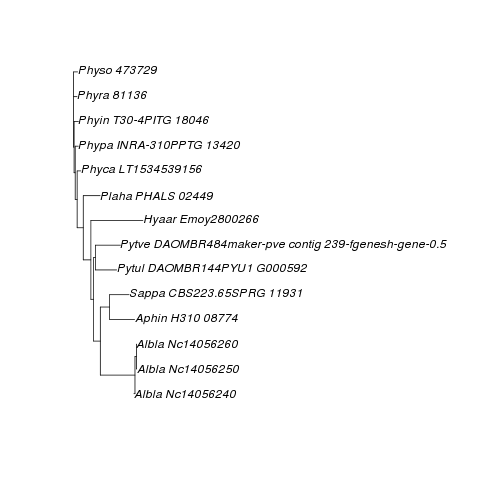 Physo 473729
Phyra 81136
Phyin T30-4PITG 18046
Phypa INRA-310PPTG 13420
Phyca LT1534539156
Plaha PHALS 02449
Hyaar Emoy2800266
Pytve DAOMBR484maker-pve contig 239-fgenesh-gene-0.5
Pytul DAOMBR144PYU1 G000592
Sappa CBS223.65SPRG 11931
Aphin H310 08774
Albla Nc14056260
Albla Nc14056250
Albla Nc14056240